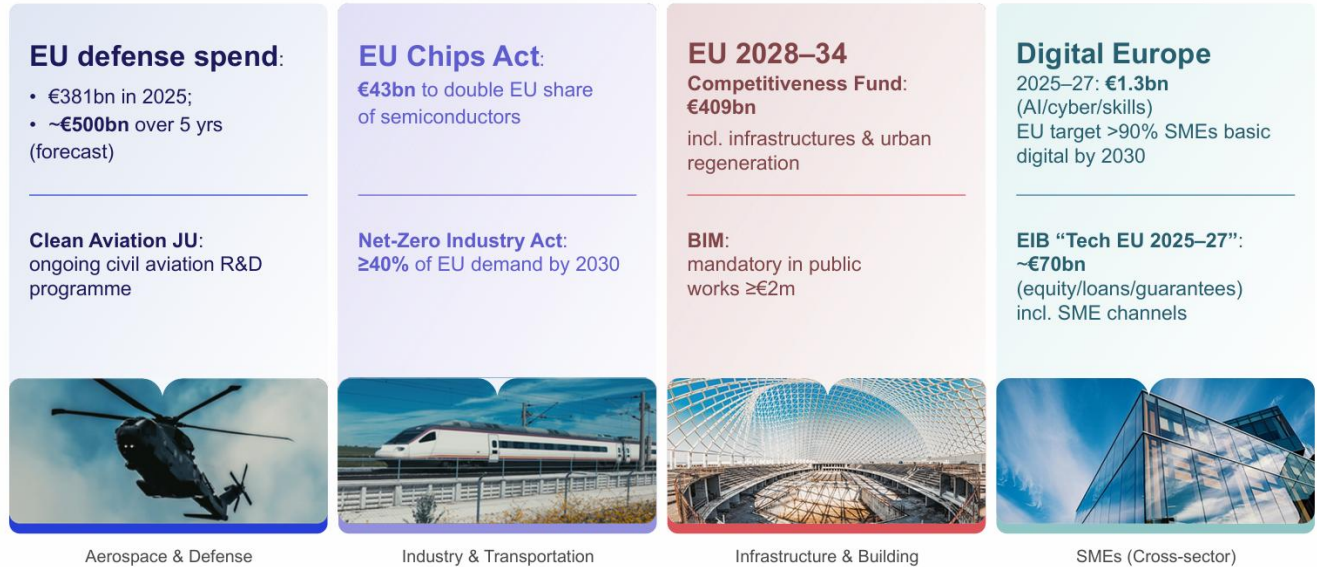 EU defense spend:
• €381bn in 2025;
• ~€500bn over 5 yrs
(forecast)
Clean Aviation JU:
ongoing civil aviation R&D
programme
Aerospace & Defense
EU Chips Act:
€43bn to double EU share
of semiconductors
Net-Zero Industry Act:
≥40% of EU demand by 2030
Industry & Transportation
EU 2028–34
Competitiveness Fund:
€409bn
incl. infrastructures & urban
regeneration
BIM:
mandatory in public
works ≥€2m
Infrastructure & Building
Digital Europe
2025–27: €1.3bn
(AI/cyber/skills)
EU target >90% SMEs basic
digital by 2030
EIB “Tech EU 2025–27”:
~€70bn
(equity/loans/guarantees)
incl. SME channels
SMEs (Cross-sector)